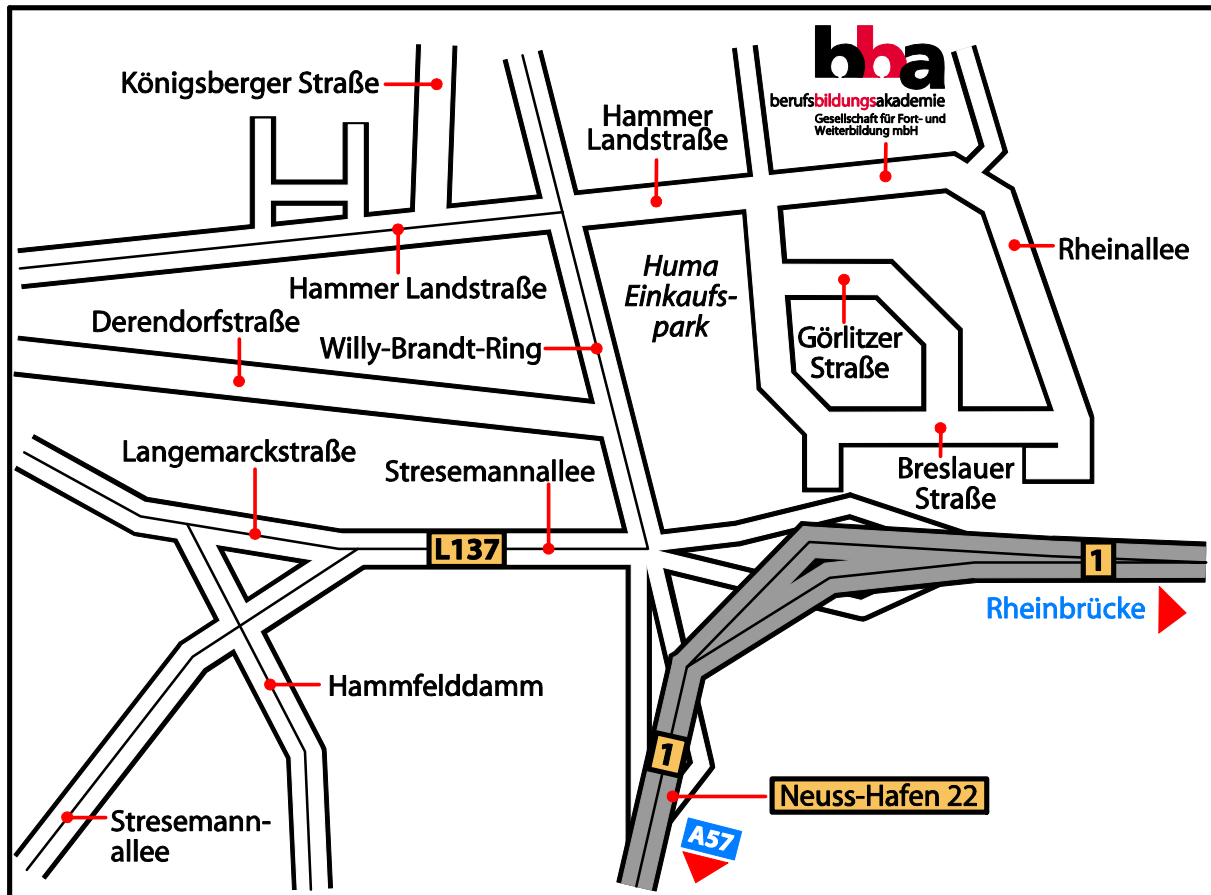 bba
berufsbildungsakademie
Gesellschaft für Fort- und
Weiterbildung mbH
Königsberger Straße
Hammer
Landstraße
Rheinallee
Hammer Landstraße
Huma
Einkaufs-
park
Derendorfstraße
Willy-Brandt-Ring
Görlitzer
Straße
Langemarckstraße
Stresemannallee
Breslauer
Straße
L137
1
Rheinbrücke
Hammfelddamm
1
Neuss-Hafen 22
Stresemann-
allee
A57